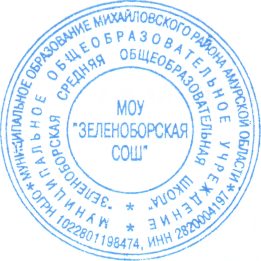 МУНИЦИПАЛЬНОЕ ОБРАЗОВАНИЕ МИХАЙЛОВСКОГО РАЙОНА АМУРСКОЙ ОБЛАСТИ
* ОГРН 1022801198474, ИНН 2820004197 *
* МУНИЦИПАЛЬНОЕ ОБЩЕОБРАЗОВАТЕЛЬНОЕ УЧРЕЖДЕНИЕ
* "ЗЕЛЕНОБОРСКАЯ СРЕДНЯЯ ОБЩЕОБРАЗОВАТЕЛЬНАЯ ШКОЛА"
МОУ
"ЗЕЛЕНОБОРСКАЯ
СОШ"